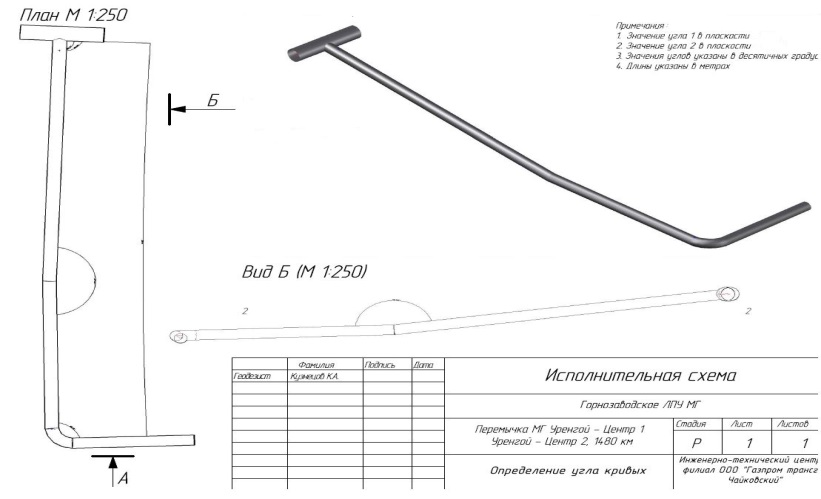 План М 1:250
Примечания :
1. Значение угла 1 в плоскости
2. Значение угла 2 в плоскости
3. Значения углов указаны в десятичных граду
4. Длины указаны в метрах
Б
Вид Б (М 1:250)
2
2
А
Фамилия Подпись Дата
Геодезист Кузнецов К.А.
Исполнительная схема
Горнозаводское ЛПУ МГ
Перемычка МГ Уренгой – Центр 1
Уренгой – Центр 2, 1480 км
Стадия Лист Листов
Р 1 1
Определение угла кривых
Инженерно-технический цент
филиал ООО "Газпром трансг
Чайковский"